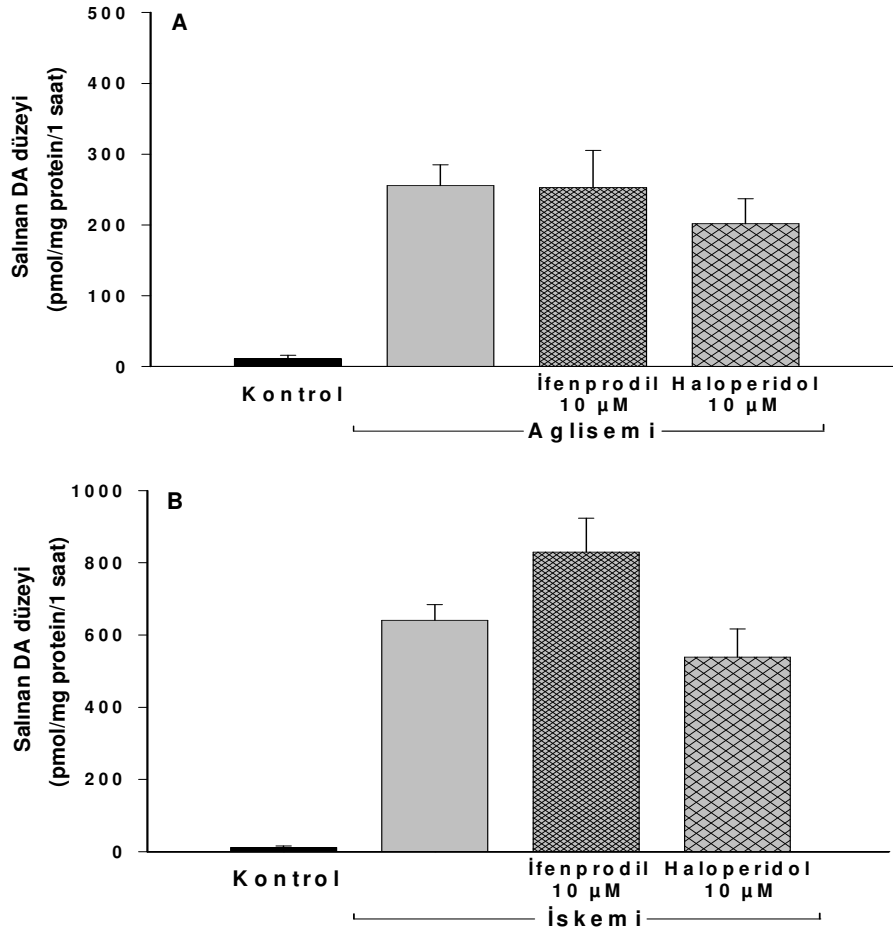 A
Salınan DA düzeyi
(pmol/mg protein/1 saat)
500
400
300
200
100
0
Kontrol
İfenprodil
10 µM
Haloperidol
10 µM
Aglisemi
B
Salınan DA düzeyi
(pmol/mg protein/1 saat)
1000
800
600
400
200
0
Kontrol
İfenprodil
10 µM
Haloperidol
10 µM
İskemi